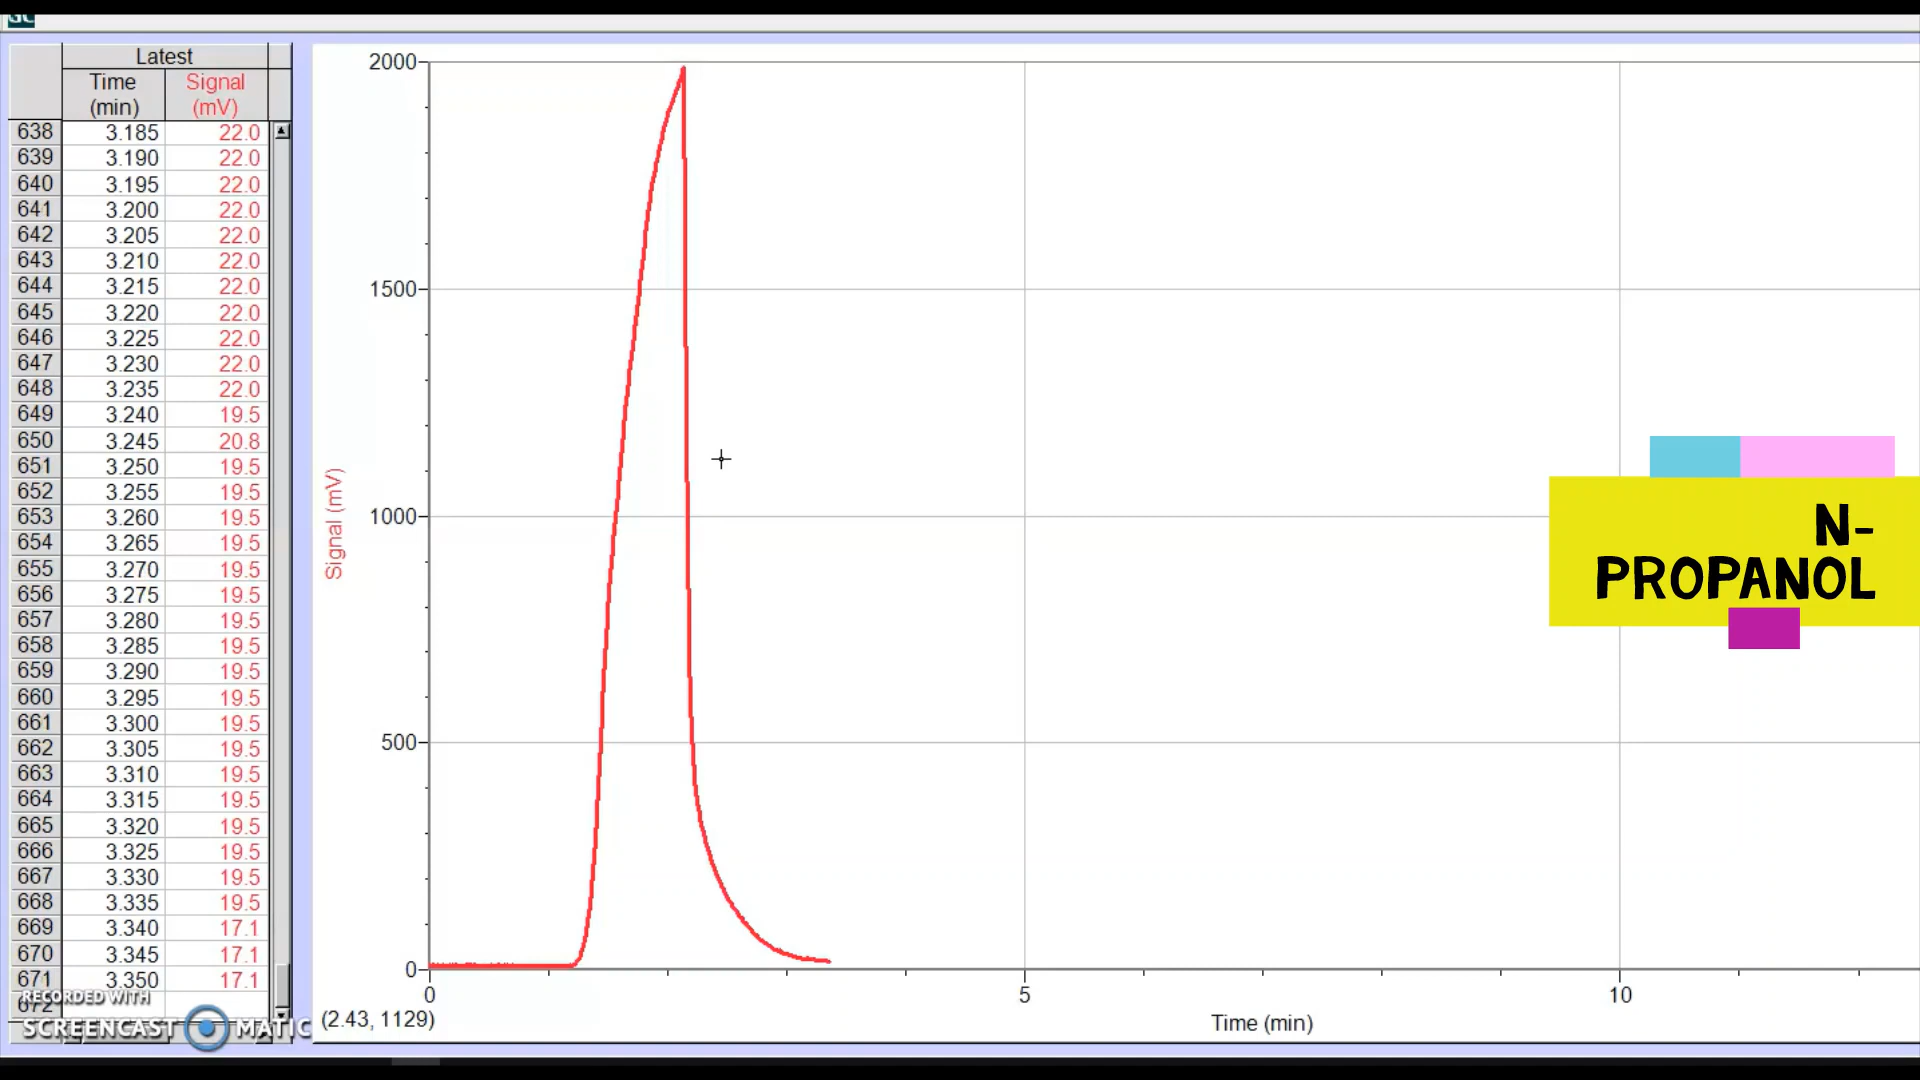 GC
Latest
Time Signal
(min) (mV)
638 3.185 22.0
639 3.190 22.0
640 3.195 22.0
641 3.200 22.0
642 3.205 22.0
643 3.210 22.0
644 3.215 22.0
645 3.220 22.0
646 3.225 22.0
647 3.230 22.0
648 3.235 22.0
649 3.240 19.5
650 3.245 20.8
651 3.250 19.5
652 3.255 19.5
653 3.260 19.5
654 3.265 19.5
655 3.270 19.5
656 3.275 19.5
657 3.280 19.5
658 3.285 19.5
659 3.290 19.5
660 3.295 19.5
661 3.300 19.5
662 3.305 19.5
663 3.310 19.5
664 3.315 19.5
665 3.320 19.5
666 3.325 19.5
667 3.330 19.5
668 3.335 19.5
669 3.340 17.1
670 3.345 17.1
671 3.350 17.1
672
RECORDED WITH
SCREENCAST MATIC
2000
1500
1000
500
0
Signal (mV)
0 5 10
(2.43, 1129)
Time (min)
N-
PROPANOL